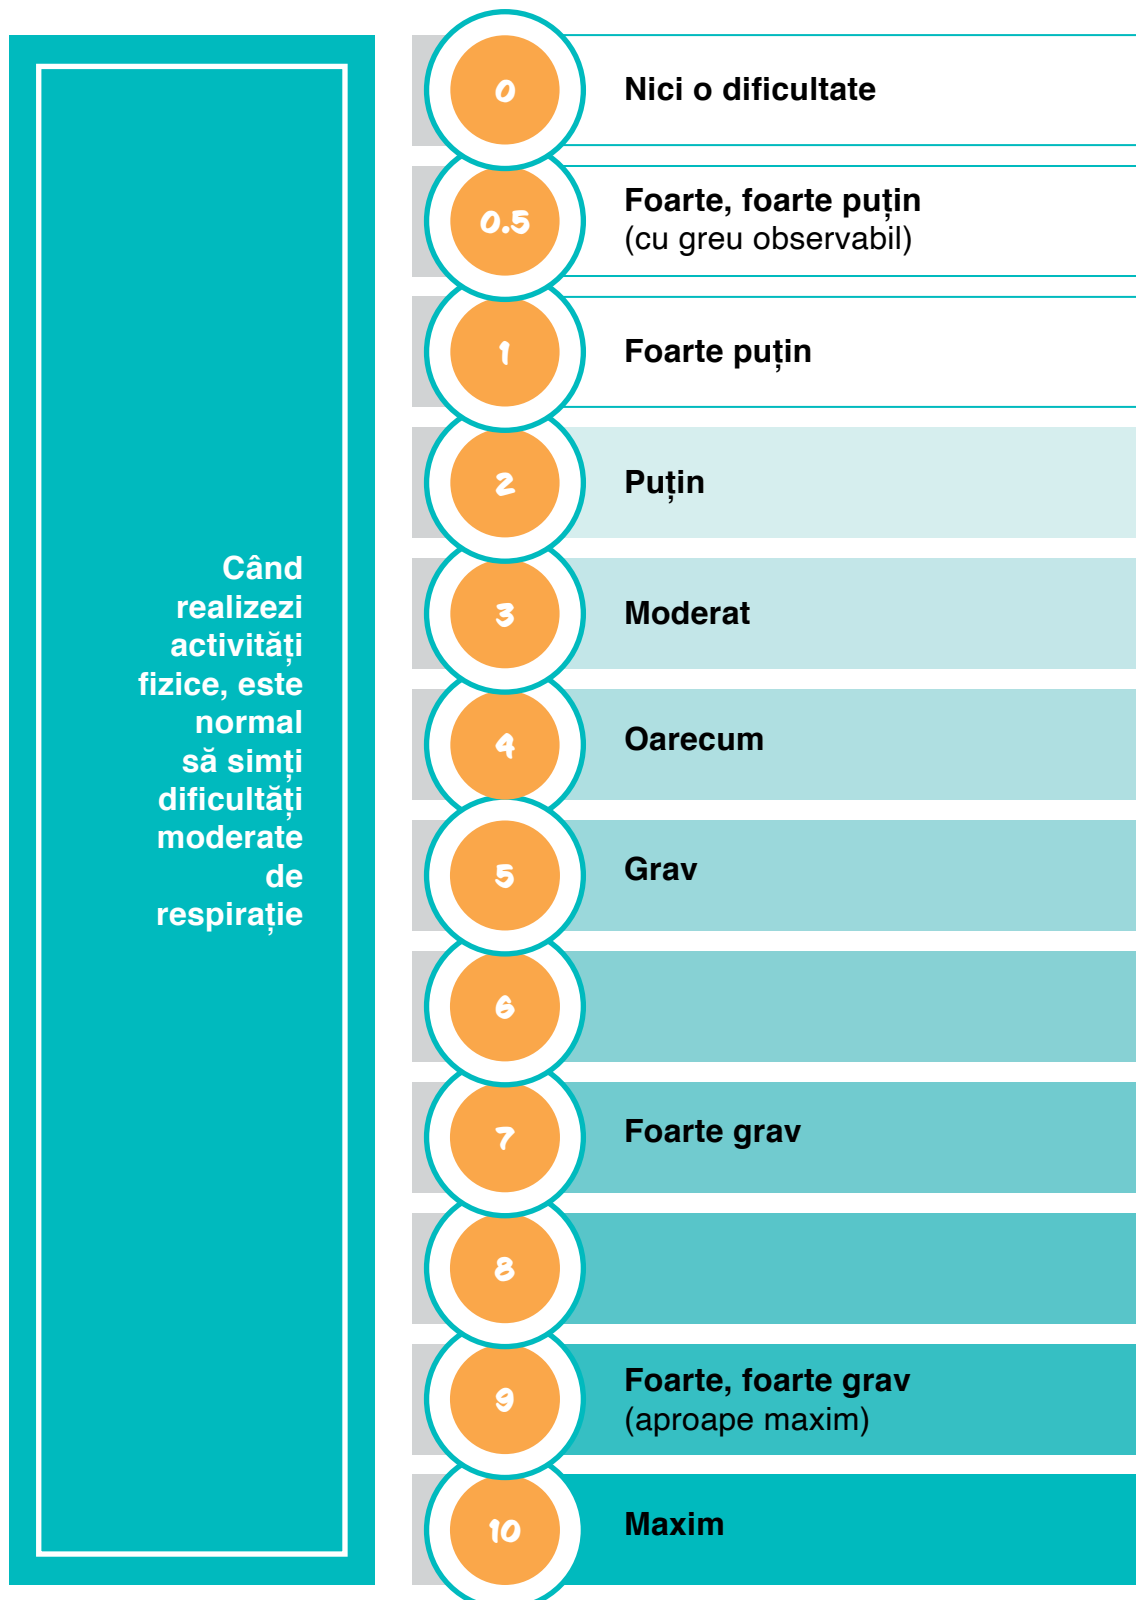 Când
realizezi
activități
fizice, este
normal
să simți
dificultăți
moderate
de
respirație
0
Nici o dificultate
0.5
Foarte, foarte puțin
(cu greu observabil)
1
Foarte puțin
2
Puțin
3
Moderat
4
Oarecum
5
Grav
6
7
Foarte grav
8
9
Foarte, foarte grav
(aproape maxim)
10
Maxim